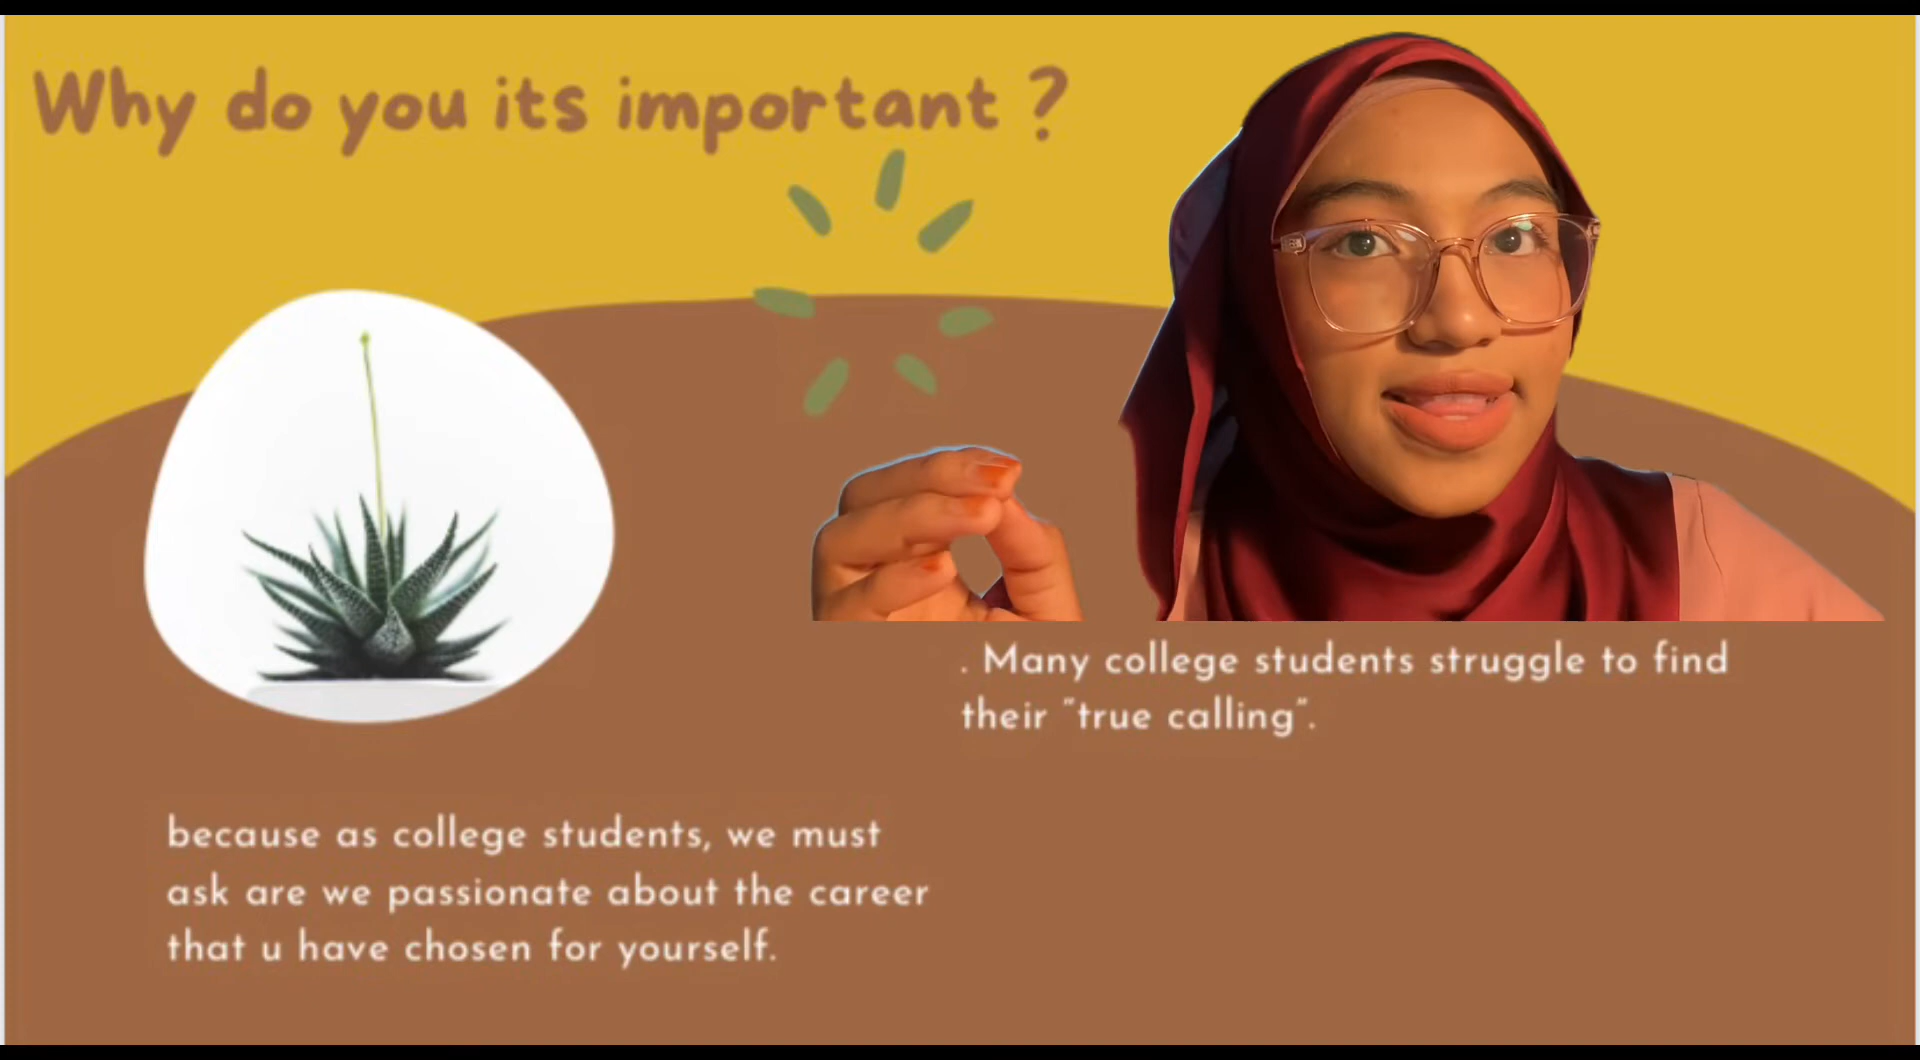 Why do you its important ?
. Many college students struggle to find
their "true calling".
because as college students, we must
ask are we passionate about the career
that u have chosen for yourself.